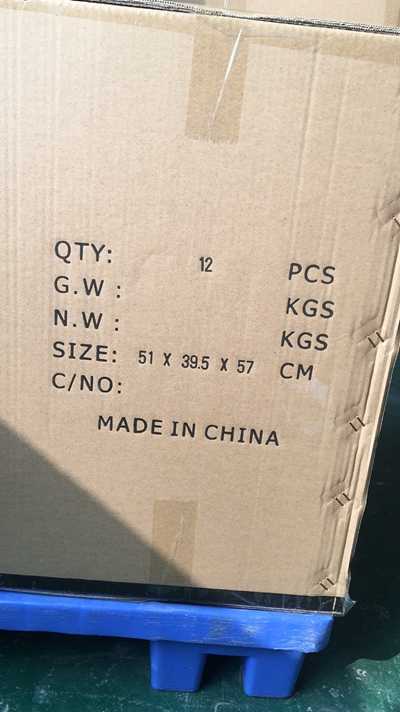 QTY: 12 PCS
G.W : KGS
N.W : KGS
SIZE: 51 X 39.5 X 57 CM
C/NO:
MADE IN CHINA